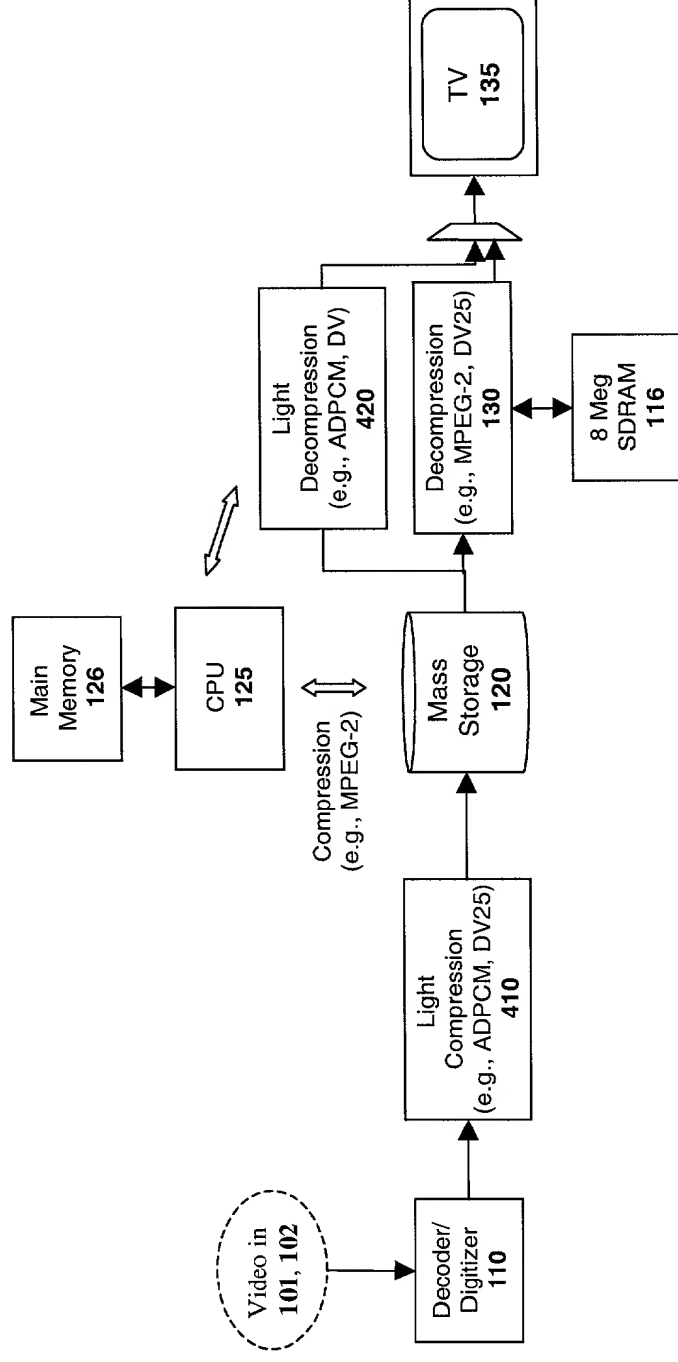 Video in
101, 102
Decoder/
Digitizer
110
Light
Compression
(e.g., ADPCM, DV25)
410
Mass
Storage
120
Compression
(e.g., MPEG-2)
CPU
125
Main
Memory
126
Light
Decompression
(e.g., ADPCM, DV)
420
Decompression
(e.g., MPEG-2, DV25)
130
8 Meg
SDRAM
116
TV
135